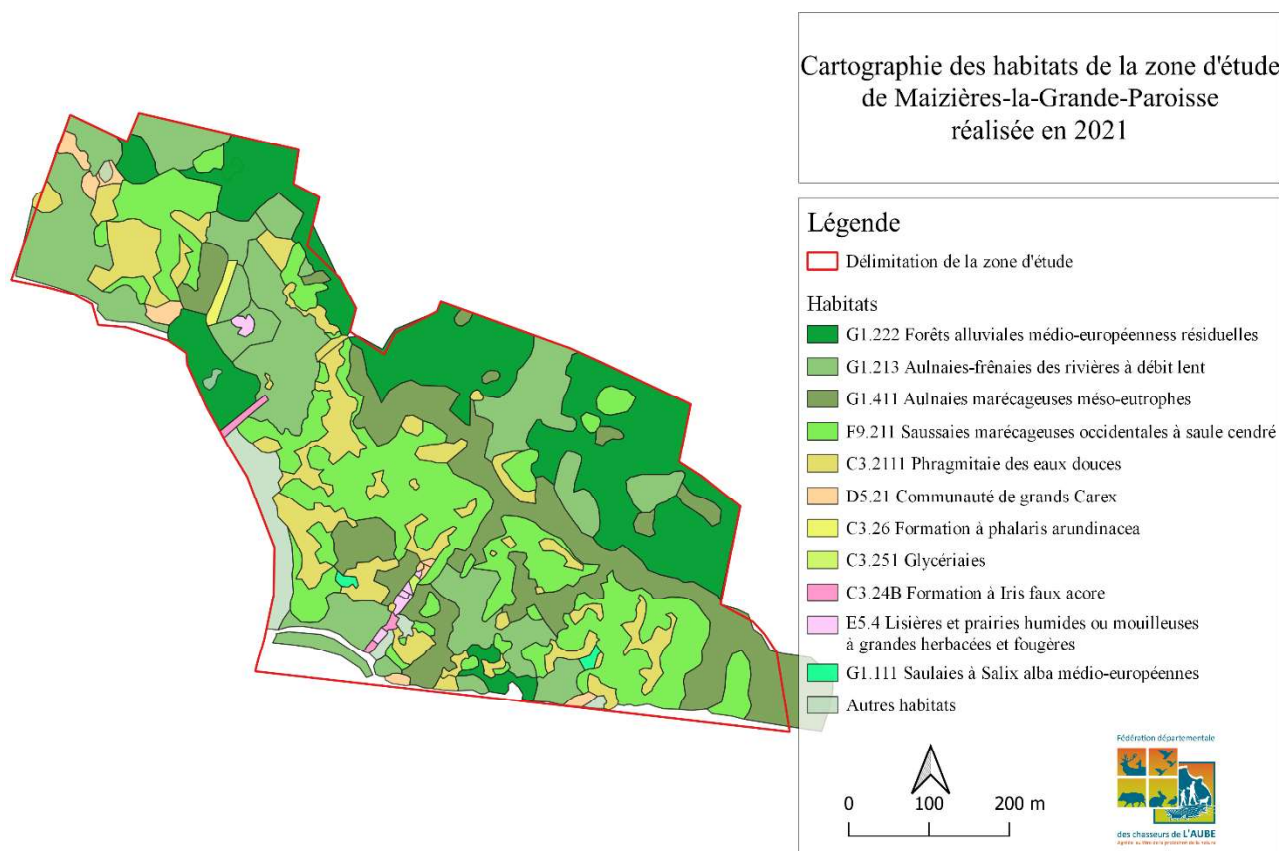 Cartographie des habitats de la zone d'étude
de Maizières-la-Grande-Paroisse
réalisée en 2021
Légende
Délimitation de la zone d'étude
Habitats
G1.222 Forêts alluviales médio-européenness résiduelles
G1.213 Aulnaies-frênaies des rivières à débit lent
G1.411 Aulnaies marécageuses méso-eutrophes
F9.211 Saussaies marécageuses occidentales à saule cendré
C3.2111 Phragmitaie des eaux douces
D5.21 Communauté de grands Carex
C3.26 Formation à phalaris arundinacea
C3.251 Glycériaies
C3.24B Formation à Iris faux acore
E5.4 Lisières et prairies humides ou mouilleuses
à grandes herbacées et fougères
G1.111 Saulaies à Salix alba médio-européennes
Autres habitats
0 100 200 m
Fédération départementale
des chasseurs de L'AUBE